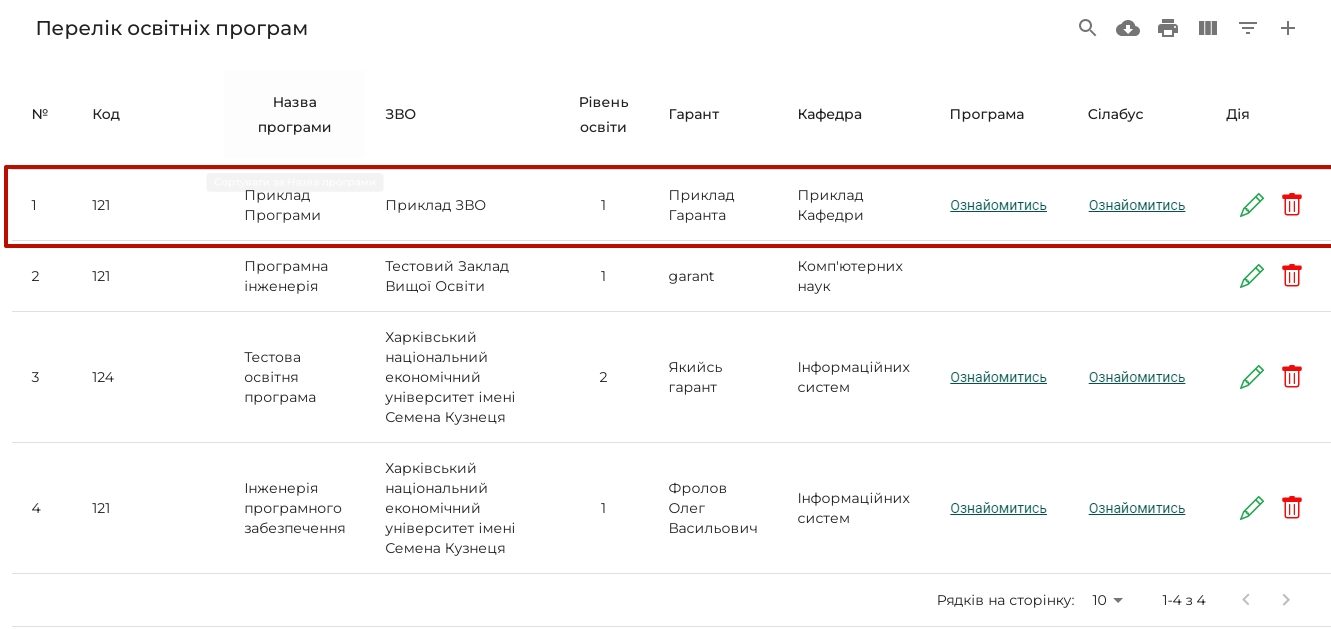 Перелік освітніх програм
№
Код
Назва
програми
ЗВО
Рівень
освіти
Гарант
Кафедра
Програма
Сілабус
Дія
1
121
Приклад
Програми
Приклад ЗВО
1
Приклад
Гаранта
Приклад
Кафедри
Ознайомитись
Ознайомитись
2
121
Програмна
інженерія
Тестовий Заклад
Вищої Освіти
1
garant
Комп'ютерних
наук
3
124
Тестова
освітня
програма
Харківський
національний
економічний
університет імені
Семена Кузнеця
2
Якийсь
гарант
Інформаційних
систем
Ознайомитись
Ознайомитись
4
121
Інженерія
програмного
забезпечення
Харківський
національний
економічний
університет імені
Семена Кузнеця
1
Фролов
Олег
Васильович
Інформаційних
систем
Ознайомитись
Ознайомитись
Рядків на сторінку: 10 1-4 з 4